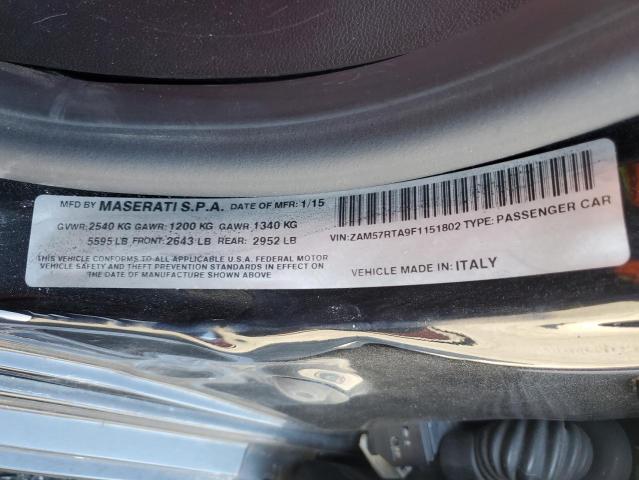 MFD BY MASERATI S.P.A. DATE OF MFR: 1/15
GVWR: 2540 KG GAWR: 1200 KG GAWR: 1340 KG
5595 LB FRONT: 2643 LB REAR: 2952 LB
THIS VEHICLE CONFORMS TO ALL APPLICABLE U.S.A. FEDERAL MOTOR
VEHICLE SAFETY AND THEFT PREVENTION STANDARDS IN EFFECT ON
THE DATE OF MANUFACTURE SHOWN ABOVE
VIN: ZAM57RTA9F1151802 TYPE: PASSENGER CAR
VEHICLE MADE IN: ITALY